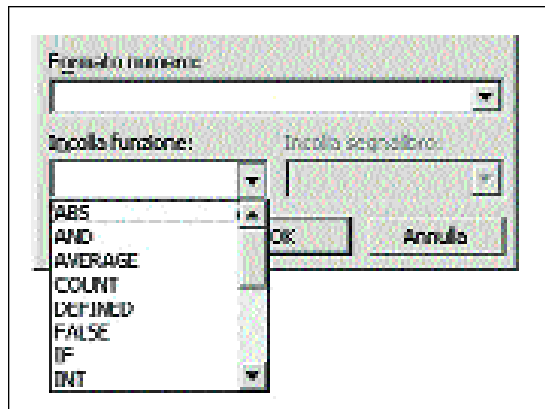 Formato numero:
Incolla funzione: Incolla segnalibro:
ABS
AND OK Annulla
AVERAGE
COUNT
DEFINED
FALSE
IF
INT